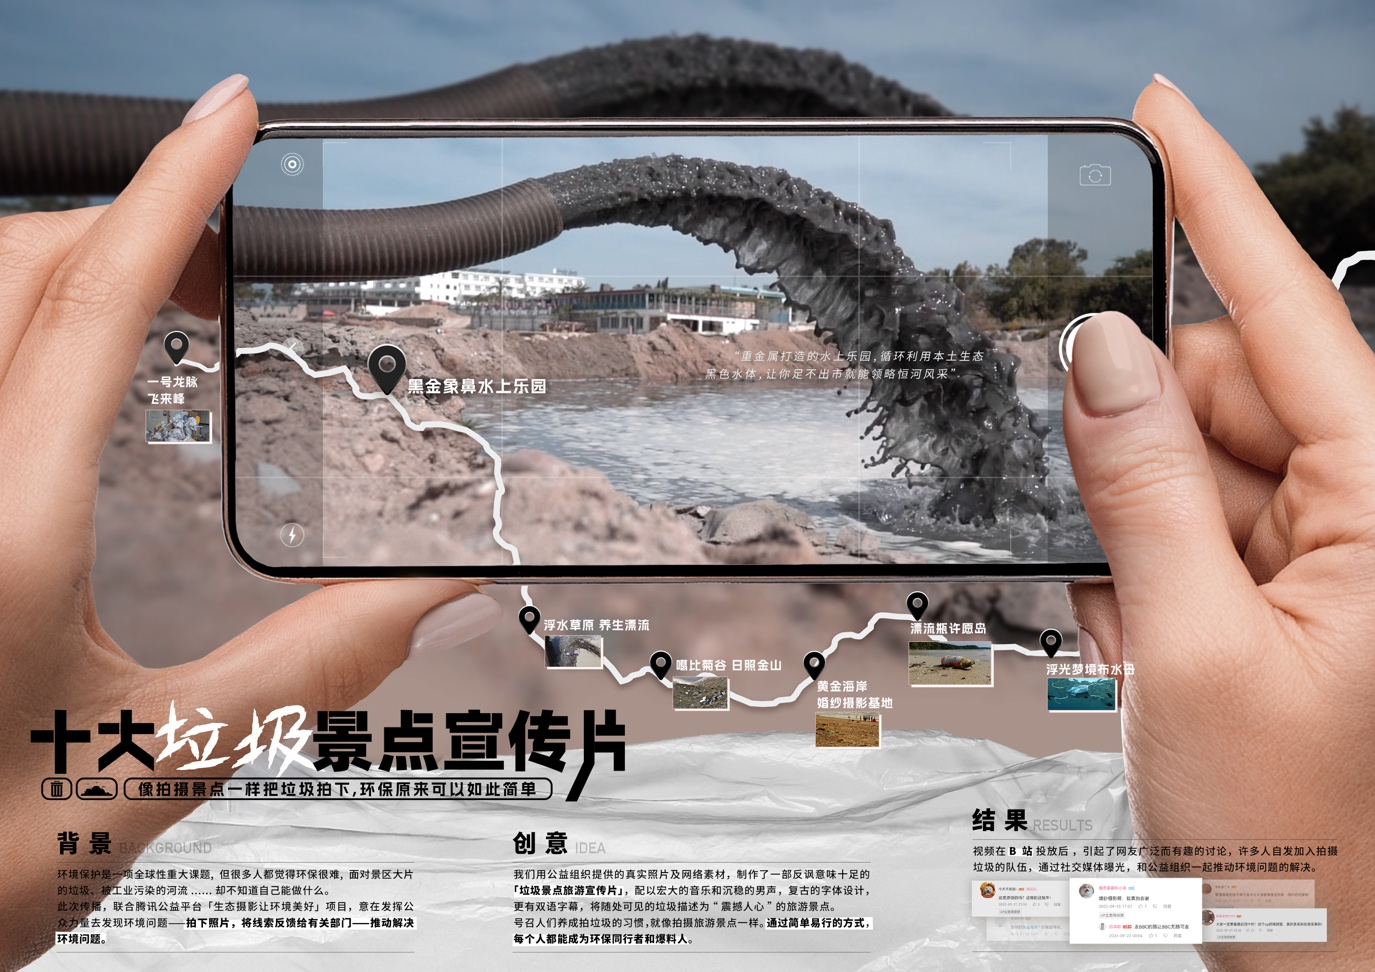 “重金属打造的水上乐园，循环利用本土生态
黑色水体，让你足不出市就能领略恒河风采”
一号龙脉
飞来峰
黑金象鼻水上乐园
浮水草原 养生漂流
噶比菊谷 日照金山
黄金海岸
婚纱摄影基地
漂流瓶许愿岛
浮光梦境布水母
十大垃圾景点宣传片
像拍摄景点一样把垃圾拍下，环保原来可以如此简单
背景 BACKGROUND
环境保护是一项全球性重大课题，但很多人都觉得环保很难，面对景区大片
的垃圾、被工业污染的河流 ...... 却不知道自己能做什么。
此次传播，联合腾讯公益平台「生态摄影让环境美好」项目，意在发挥公
众力量去发现环境问题——拍下照片，将线索反馈给有关部门——推动解决
环境问题。
创意 IDEA
我们用公益组织提供的真实照片及网络素材，制作了一部反讽意味十足的
「垃圾景点旅游宣传片」，配以宏大的音乐和沉稳的男声，复古的字体设计，
更有双语字幕，将随处可见的垃圾描述为“震撼人心”的旅游景点。
号召人们养成拍垃圾的习惯，就像拍摄旅游景点一样。通过简单易行的方式，
每个人都能成为环保同行者和爆料人。
结果 RESULTS
视频在 B 站投放后，引起了网友广泛而有趣的讨论，许多人自发加入拍摄
垃圾的队伍，通过社交媒体曝光，和公益组织一起推动环境问题的解决。